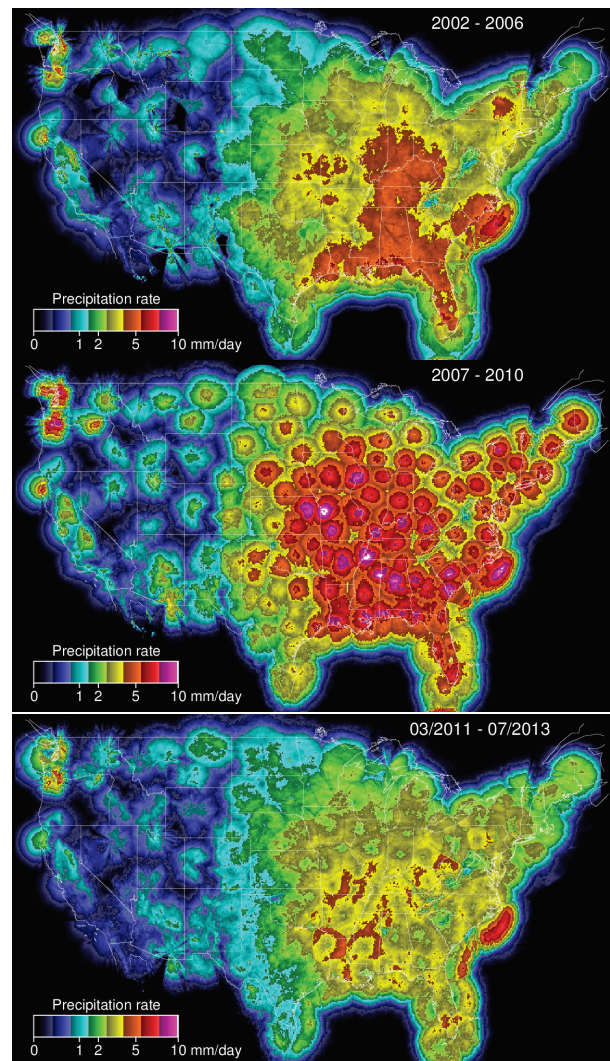 2002 - 2006
Precipitation rate
0 1 2 5 10 mm/day
2007 - 2010
Precipitation rate
0 1 2 5 10 mm/day
03/2011 - 07/2013
Precipitation rate
0 1 2 5 10 mm/day